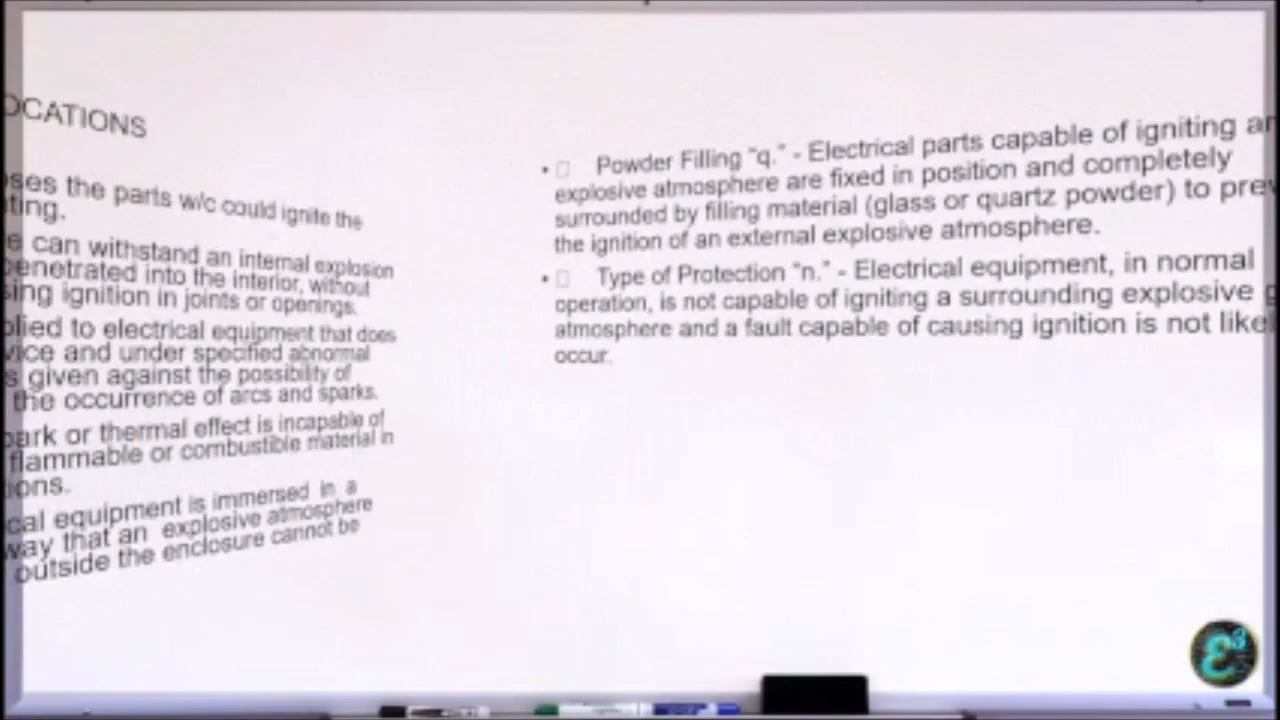 OCATIONS
ses the parts w/c could ignite the
ting.
e can withstand an internal explosion
penetrated into the interior, without
sing ignition in joints or openings.
plied to electrical equipment that does
vice and under specified abnormal
s given against the possibility of
the occurrence of arcs and sparks.
park or thermal effect is incapable of
flammable or combustible material in
ions.
cal equipment is immersed in a
way that an explosive atmosphere
outside the enclosure cannot be
• Powder Filling "q." - Electrical parts capable of igniting an
explosive atmosphere are fixed in position and completely
surrounded by filling material (glass or quartz powder) to prev
the ignition of an external explosive atmosphere.
• Type of Protection "n." - Electrical equipment, in normal
operation, is not capable of igniting a surrounding explosive g
atmosphere and a fault capable of causing ignition is not likel
occur.
ε3